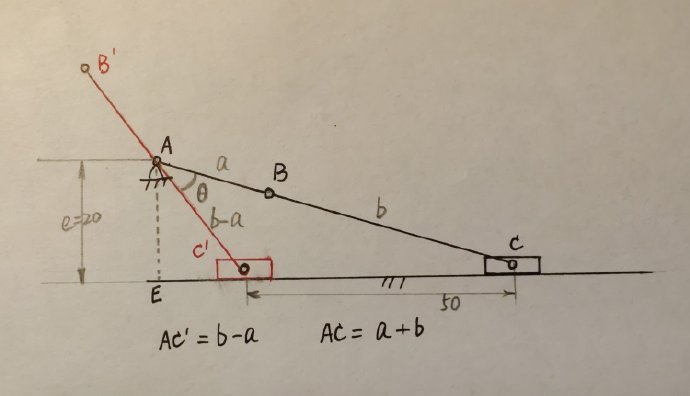 B'
A
a
B
θ
b
e=20
b-a
C'
C
E
50
AC' = b-a
AC = a+b